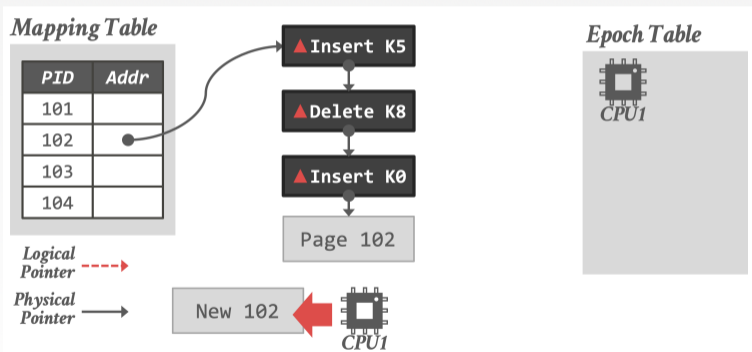 Mapping Table
PID Addr
101
102
103
104
▲Insert K5
▲Delete K8
▲Insert K0
Page 102
Epoch Table
CPU1
Logical
Pointer
Physical
Pointer
New 102
CPU1